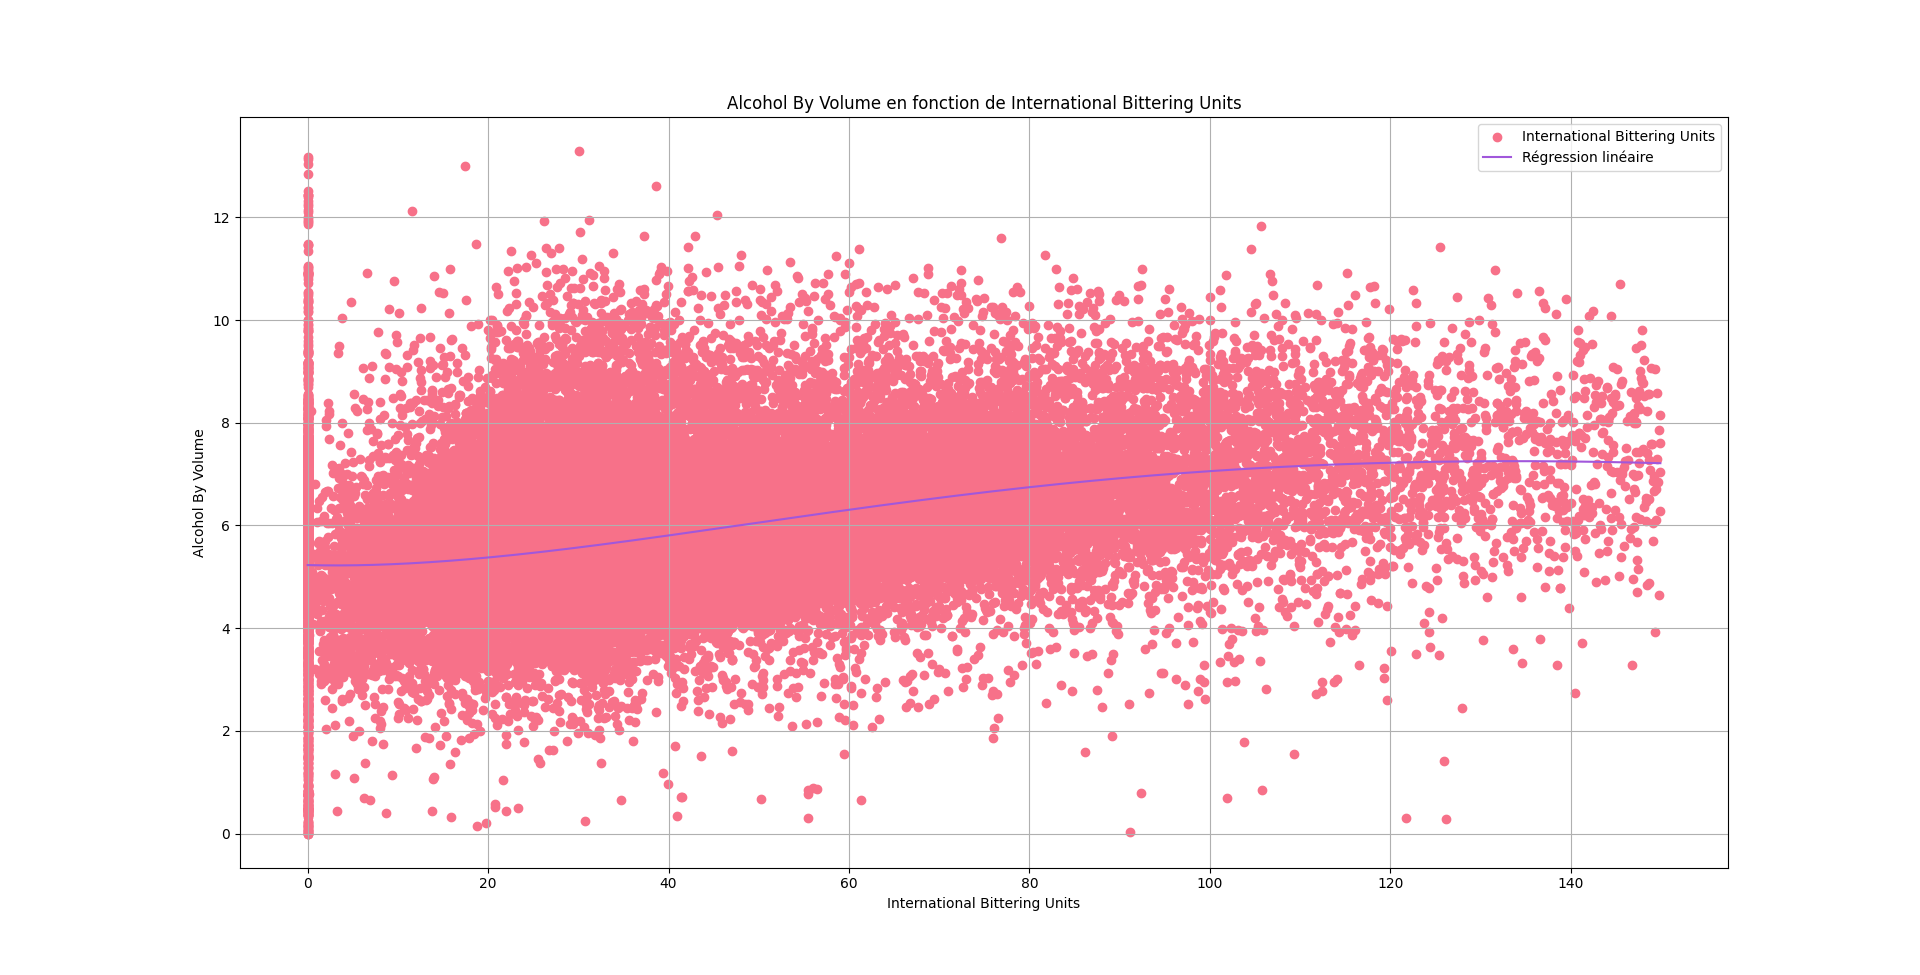 Alcohol By Volume en fonction de International Bittering Units
International Bittering Units
Régression linéaire
12
10
8
6
4
2
0
Alcohol By Volume
0 20 40 60 80 100 120 140
International Bittering Units